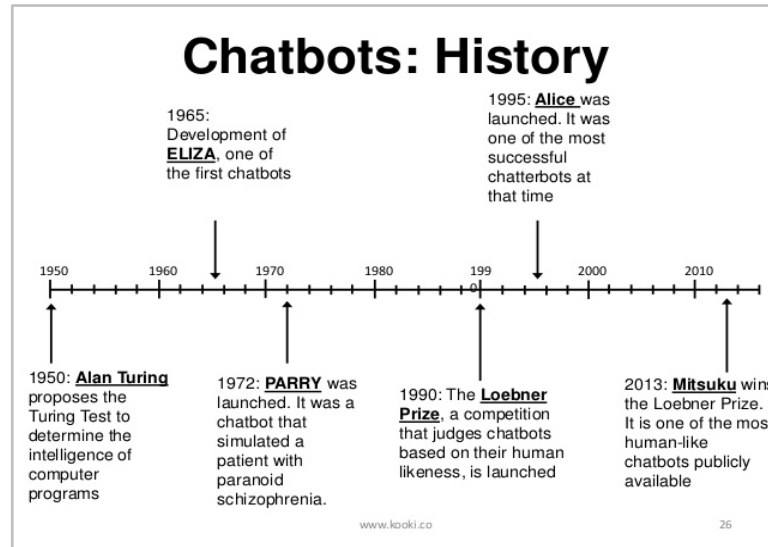 Chatbots: History
1965:
Development of
ELIZA, one of
the first chatbots
1995: Alice was
launched. It was
one of the most
successful
chatterbots at
that time
1950
1960
1970
1980
199
0
2000
2010
1950: Alan Turing
proposes the
Turing Test to
determine the
intelligence of
computer
programs
1972: PARRY was
launched. It was a
chatbot that
simulated a
patient with
paranoid
schizophrenia.
1990: The Loebner
Prize, a competition
that judges chatbots
based on their human
likeness, is launched
2013: Mitsuku wins
the Loebner Prize.
It is one of the mos
human-like
chatbots publicly
available
www.kooki.co
26